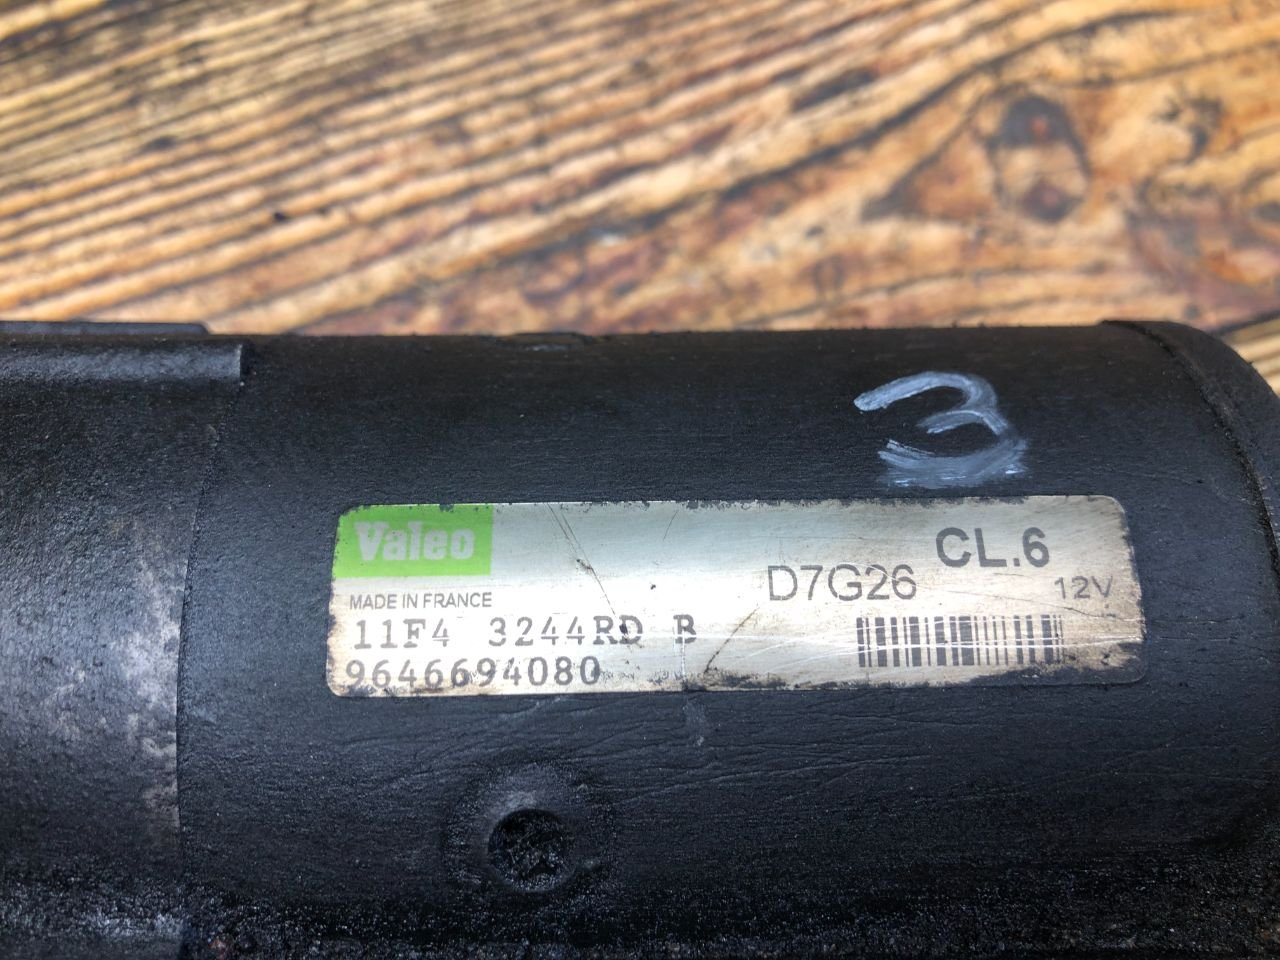 3
Valeo
CL.6
D7G26
12V
MADE IN FRANCE
11F4 3244RD B
9646694080